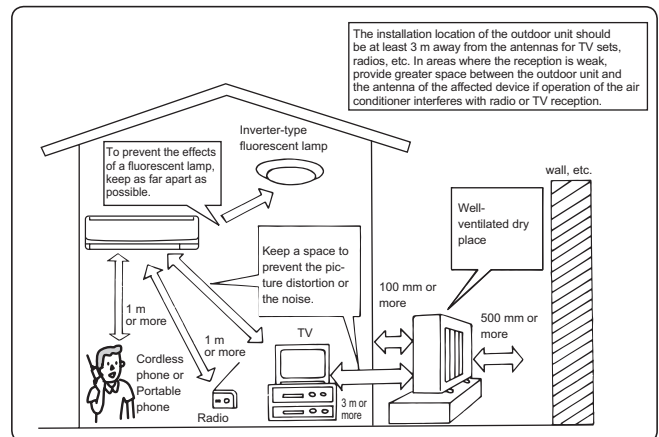 The installation location of the outdoor unit should
be at least 3 m away from the antennas for TV sets,
radios, etc. In areas where the reception is weak,
provide greater space between the outdoor unit and
the antenna of the affected device if operation of the air
conditioner interferes with radio or TV reception.
Inverter-type
fluorescent lamp
To prevent the effects
of a fluorescent lamp,
keep as far apart as
possible.
wall, etc.
Well-
ventilated dry
place
Keep a space to
prevent the pic-
ture distortion or
the noise.
100 mm or
more
500 mm or
more
1 m
or more
1 m
or more
TV
Cordless
phone or
Portable
phone
Radio
3 m or
more